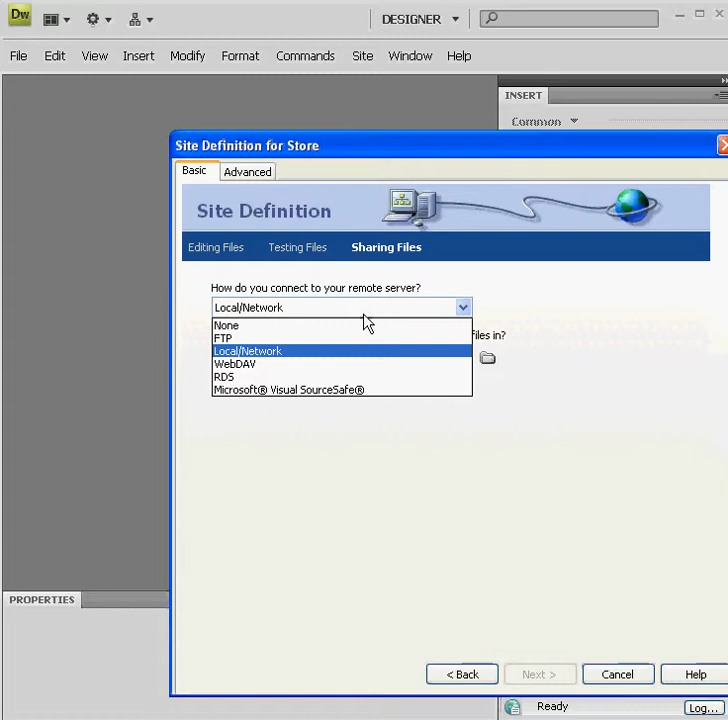 Dw
DESIGNER
File Edit View Insert Modify Format Commands Site Window Help
INSERT
Common
Site Definition for Store
Basic Advanced
Site Definition
Editing Files Testing Files Sharing Files
How do you connect to your remote server?
Local/Network
None
files in?
FTP
Local/Network
WebDAV
RDS
Microsoft® Visual SourceSafe®
PROPERTIES
< Back Next > Cancel Help
Ready Log...